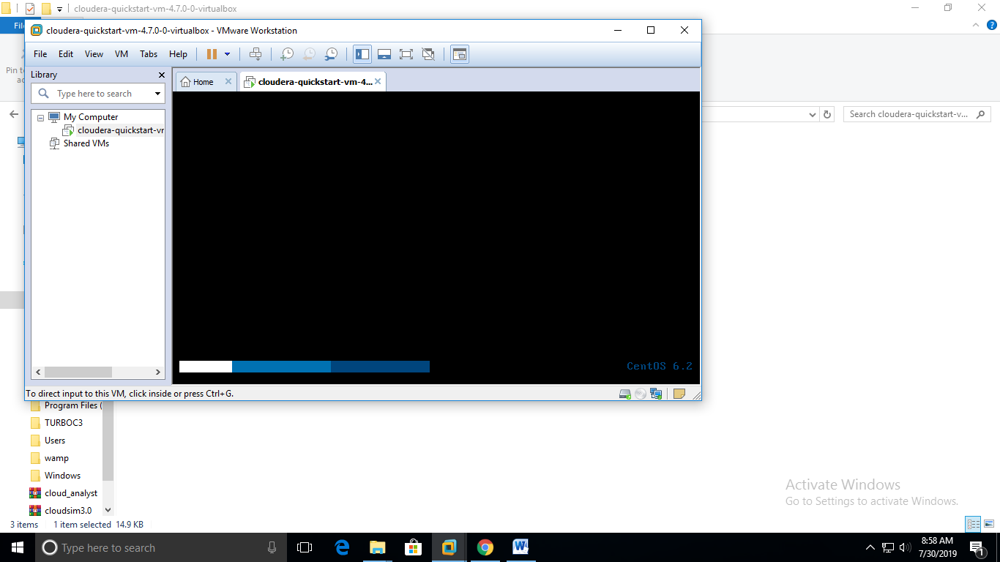 cloudera-quickstart-vm-4.7.0-0-virtualbox
cloudera-quickstart-vm-4.7.0-0-virtualbox - VMware Workstation
File Edit View VM Tabs Help
Library
Type here to search
My Computer
cloudera-quickstart-vr
Shared VMs
Home
cloudera-quickstart-vm-4...
Search cloudera-quickstart-v...
CentOS 6.2
To direct input to this VM, click inside or press Ctrl+G.
Program Files (
TURBOC3
Users
wamp
Windows
cloud_analyst
cloudsim3.0
3 items 1 item selected 14.9 KB
Activate Windows
Go to Settings to activate Windows.
Type here to search
8:58 AM
7/30/2019
1